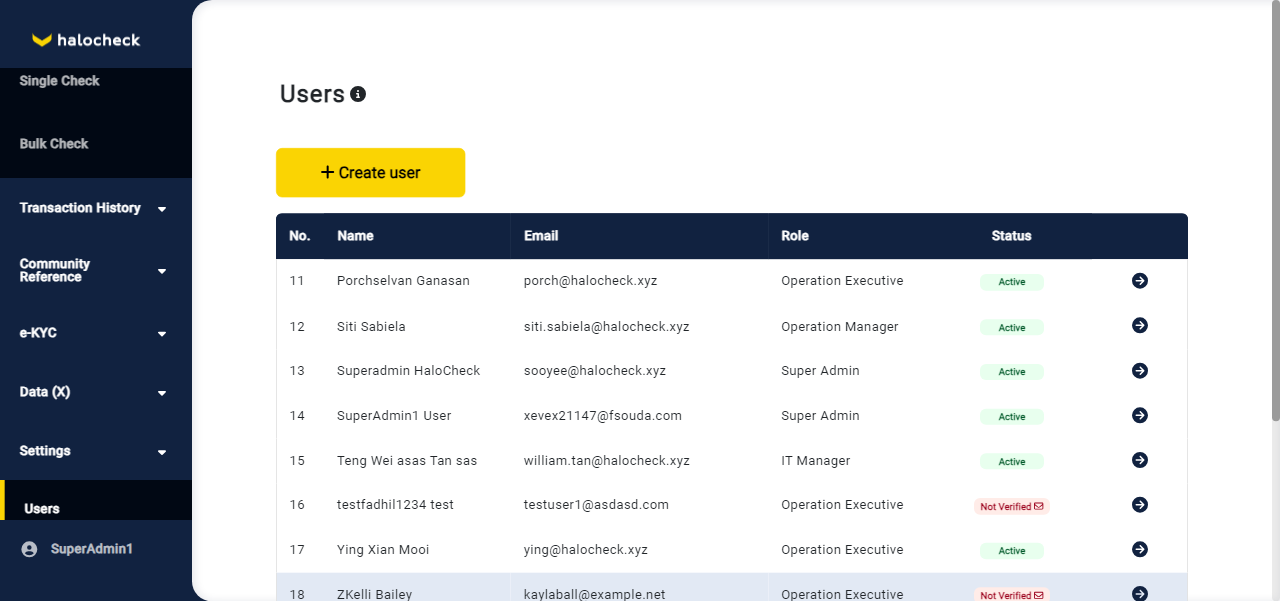 halocheck
Single Check
Bulk Check
Transaction History
Community
Reference
e-KYC
Data (X)
Settings
Users
SuperAdmin1
Users
Create user
No. Name Email Role Status
11 Porchselvan Ganasan porch@halocheck.xyz Operation Executive Active
12 Siti Sabiela siti.sabiela@halocheck.xyz Operation Manager Active
13 Superadmin HaloCheck sooyee@halocheck.xyz Super Admin Active
14 SuperAdmin1 User xevex21147@fsouda.com Super Admin Active
15 Teng Wei asas Tan sas william.tan@halocheck.xyz IT Manager Active
16 testfadhil1234 test testuser1@asdasd.com Operation Executive Not Verified
17 Ying Xian Mooi ying@halocheck.xyz Operation Executive Active
18 ZKelli Bailey kaylaball@example.net Operation Executive Not Verified